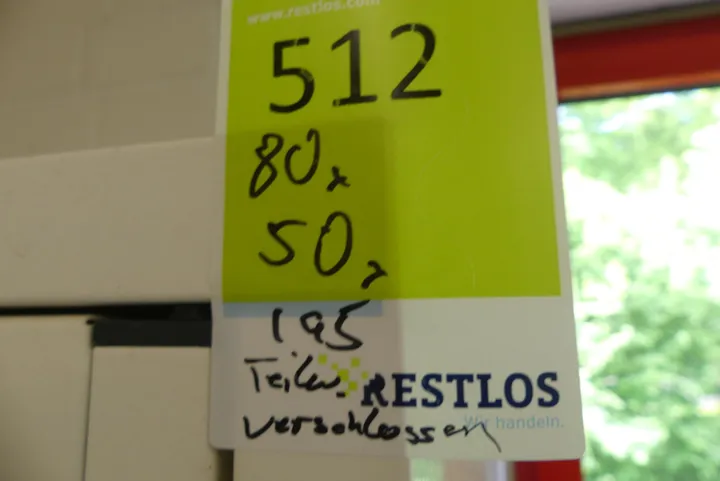 www.restlos.com
512
80x
50x
195
Teilw.
RESTLOS
Wir handeln.
verschlossen